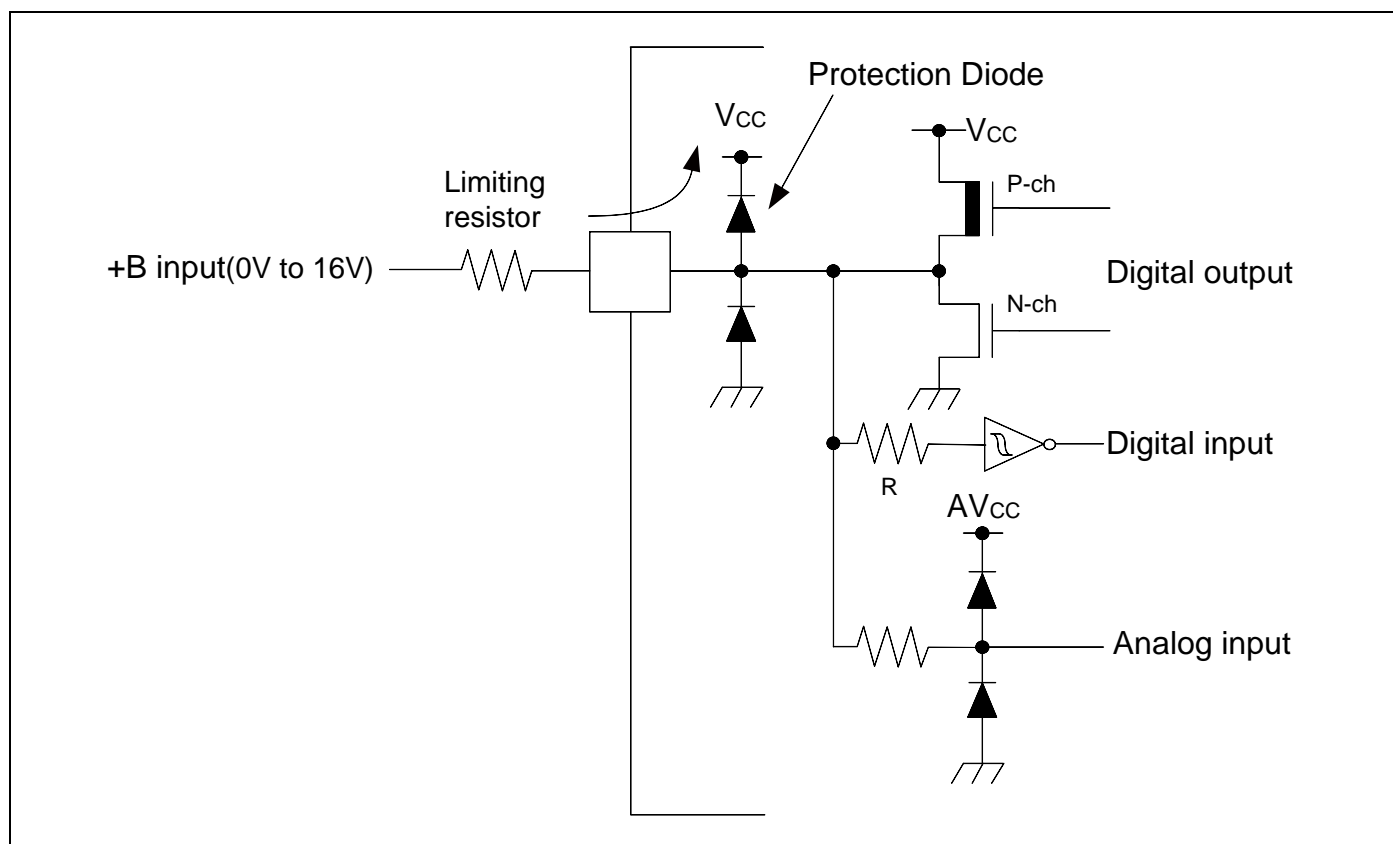 Protection Diode
VCC
VCC
P-ch
Limiting
resistor
+B input(0V to 16V)
Digital output
N-ch
Digital input
R
AVCC
Analog input